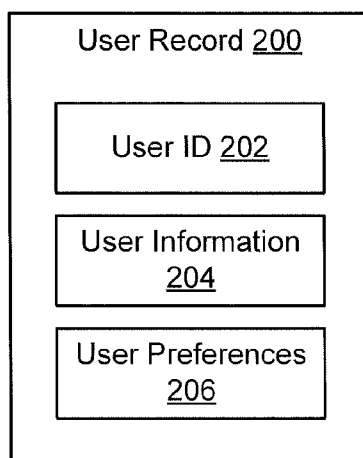 User Record 200
User ID 202
User Information
204
User Preferences
206